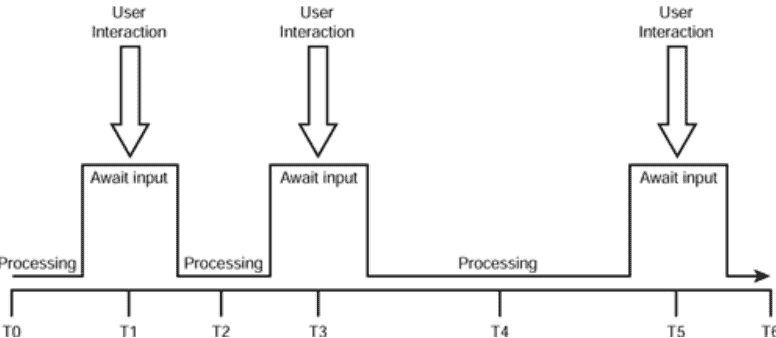 User
Interaction
User
Interaction
User
Interaction
Await input
Await input
Await input
Processing
Processing
Processing
T0
T1
T2
T3
T4
T5
T6